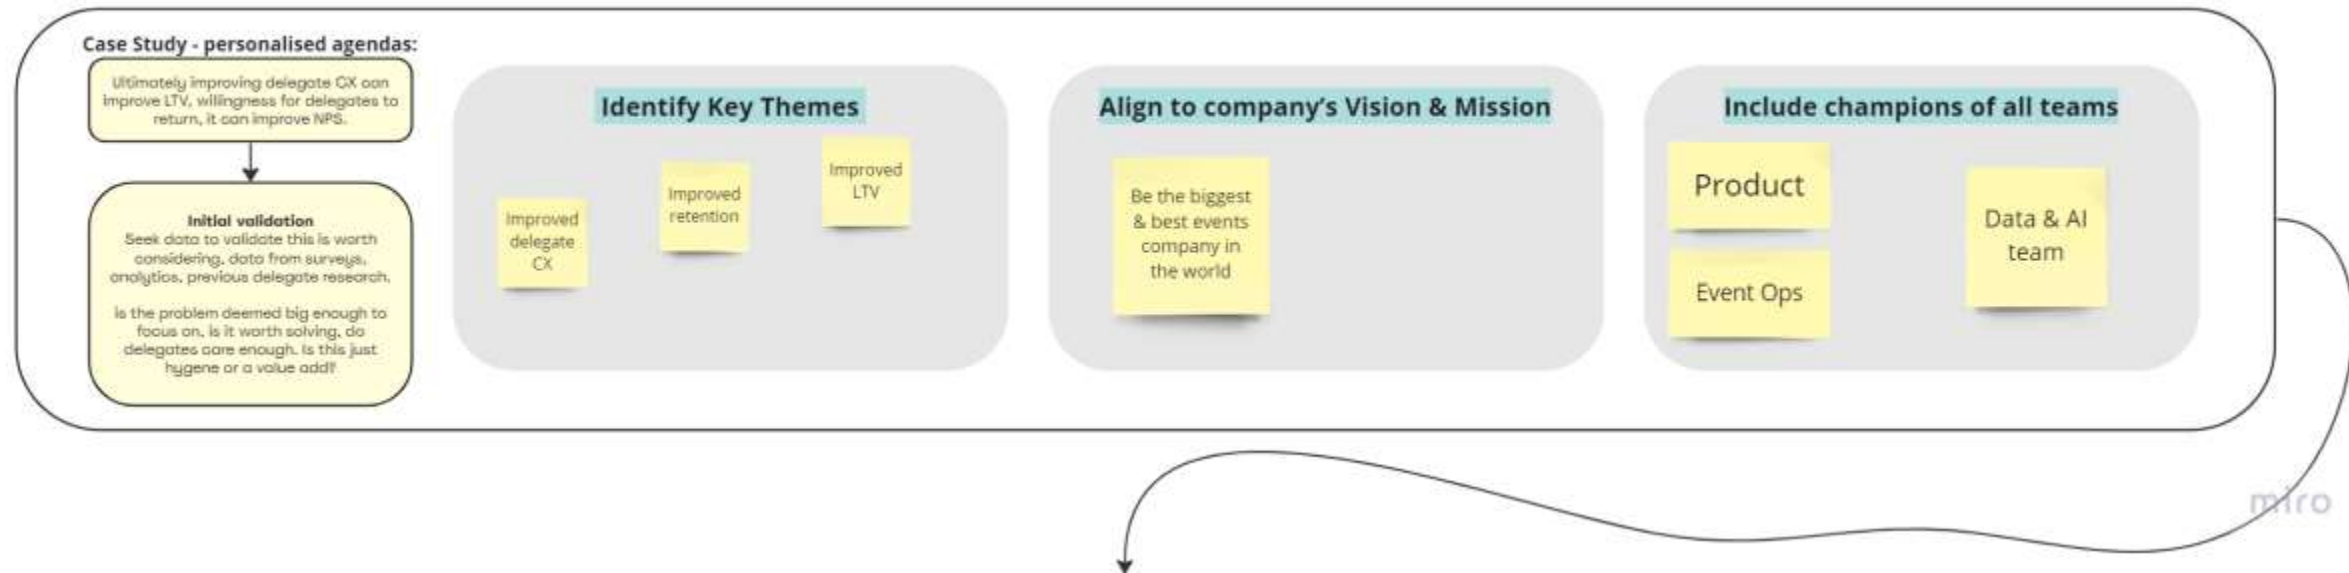 Case Study - personalised agendas:
Ultimately improving delegate CX can
improve LTV, willingness for delegates to
return, it can improve NPS.
Initial validation
Seek data to validate this is worth
considering, data from surveys,
analytics, previous delegate research.
is the problem deemed big enough to
focus on, is it worth solving, do
delegates care enough. Is this just
hygene or a value add?
Identify Key Themes
Improved
delegate
CX
Improved
retention
Improved
LTV
Align to company's Vision & Mission
Be the biggest
& best events
company in
the world
Include champions of all teams
Product
Event Ops
Data & AI
team
miro